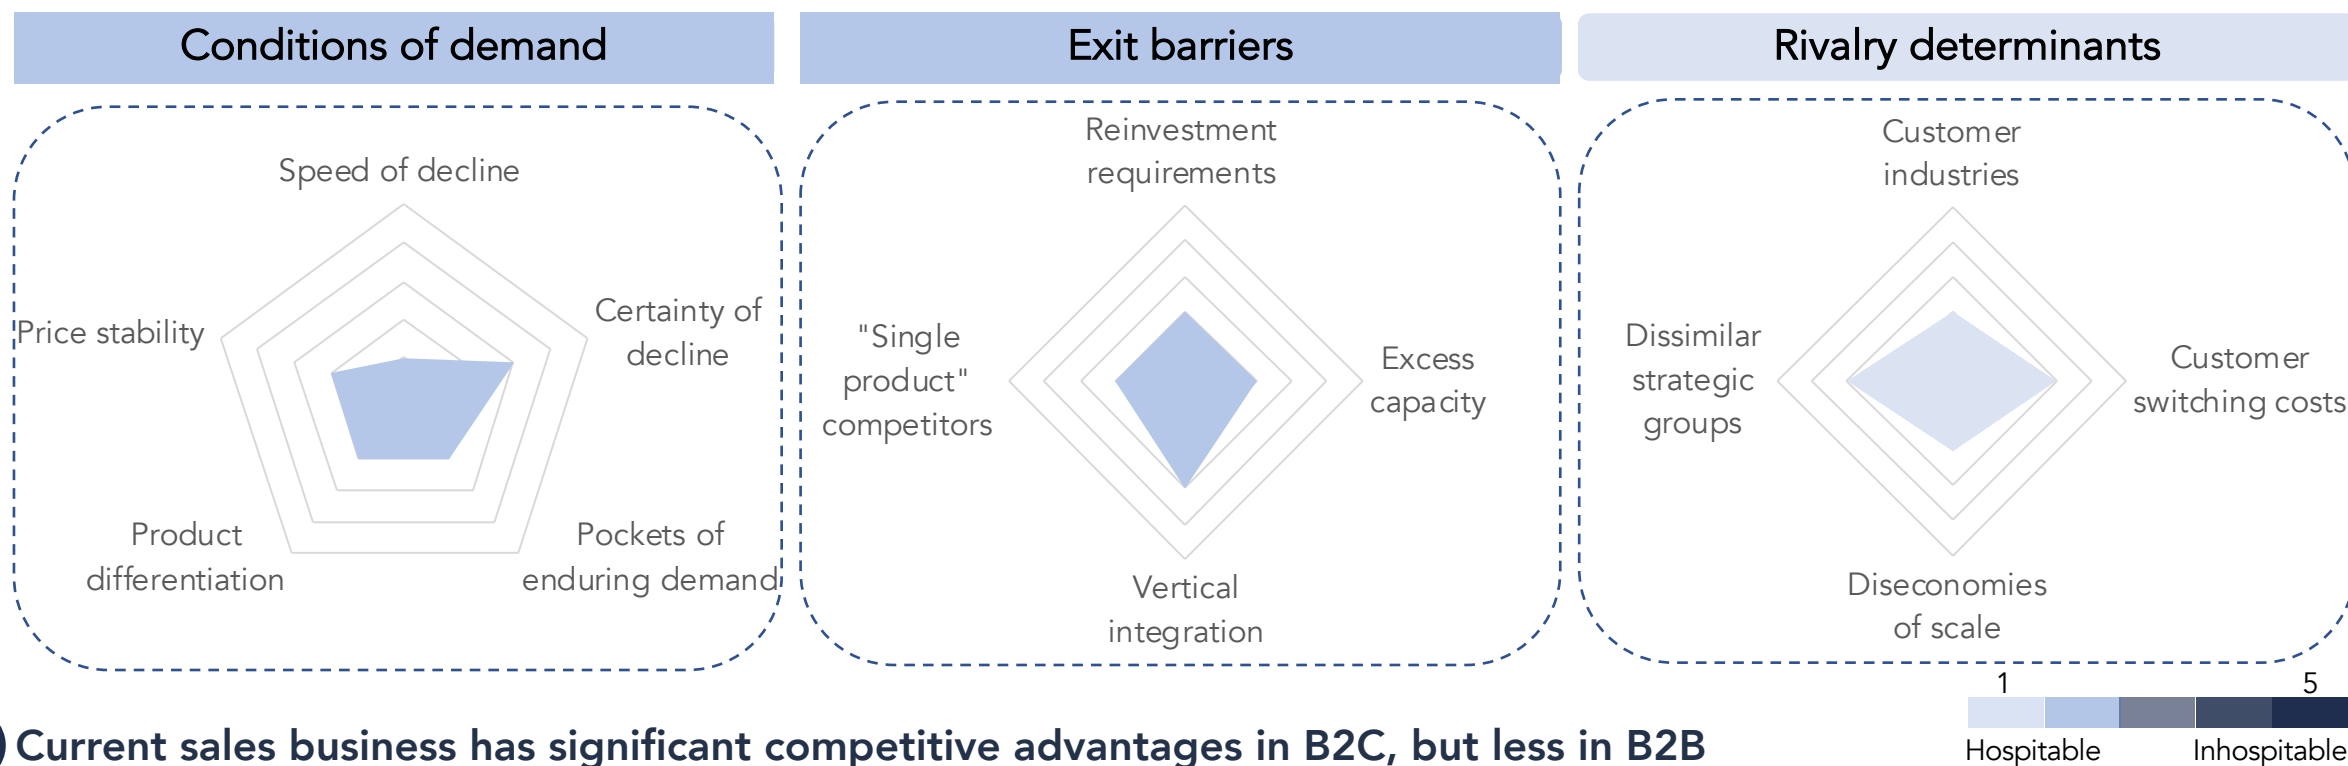 Conditions of demand
Speed of decline
Certainty of
decline
Price stability
Product
differentiation
Pockets of
enduring demand
Exit barriers
Reinvestment
requirements
"Single
product"
competitors
Excess
capacity
Vertical
integration
Rivalry determinants
Customer
industries
Dissimilar
strategic
groups
Customer
switching costs
Diseconomies
of scale
1 5
Hospitable Inhospitable
Current sales business has significant competitive advantages in B2C, but less in B2B